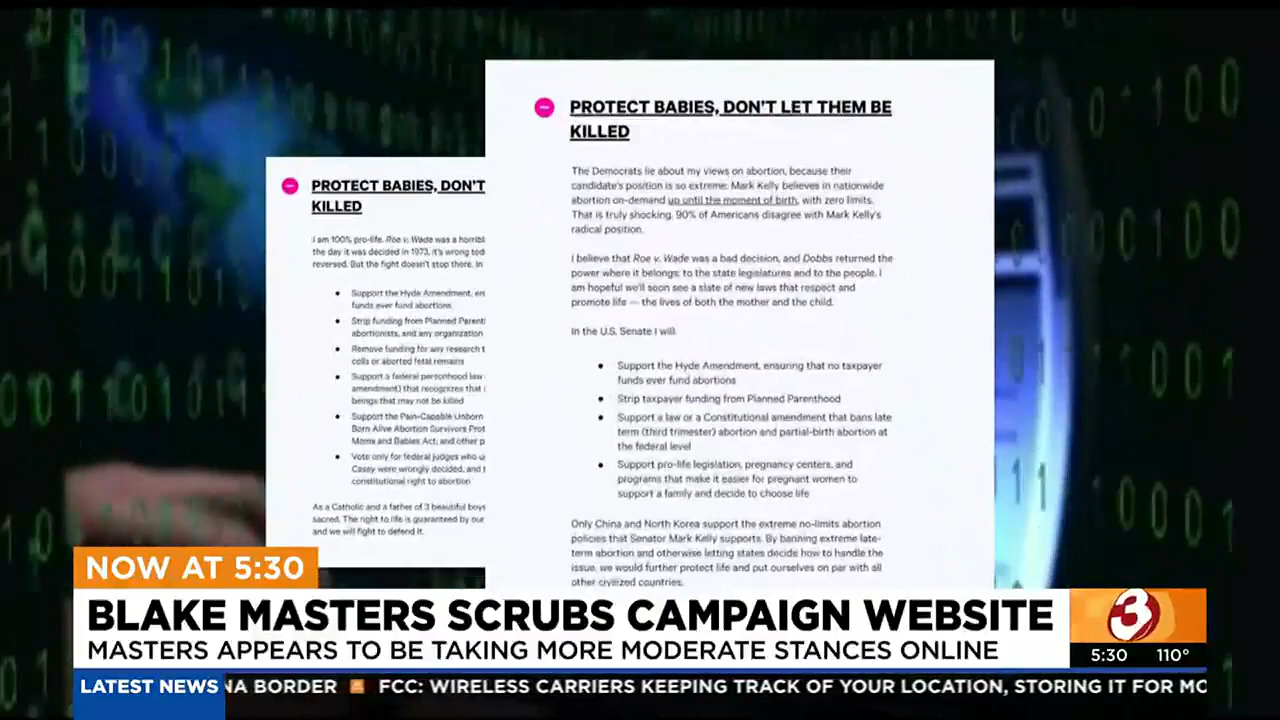 PROTECT BABIES, DON'T
KILLED
I am 100% pro-life. Roe v. Wade was a horribl
the day it was decided in 1973, it's wrong tod
reversed. But the fight doesn't stop there. In
Support the Hyde Amendment, en
funds ever fund abortions.
Strip funding from Planned Parent
abortionists, and any organization
Remove funding for any research t
cells or aborted fetal remains
Support a federal personhood law
amendment) that recognizes that
beings that may not be killed
Support the Pain-Capable Unborn
Born Alive Abortion Survivors Prot
Moms and Babies Act, and other p
Vote only for federal judges who u
Casey were wrongly decided, and
constitutional right to abortion
As a Catholic and a father of 3 beautiful boys
sacred. The right to life is guaranteed by our
and we will fight to defend it.
PROTECT BABIES, DON'T LET THEM BE
KILLED
The Democrats lie about my views on abortion, because their
candidate's position is so extreme: Mark Kelly believes in nationwide
abortion on-demand up until the moment of birth, with zero limits.
That is truly shocking. 90% of Americans disagree with Mark Kelly's
radical position.
I believe that Roe v. Wade was a bad decision, and Dobbs returned the
power where it belongs: to the state legislatures and to the people. I
am hopeful we'll soon see a slate of new laws that respect and
promote life — the lives of both the mother and the child.
In the U.S. Senate I will:
Support the Hyde Amendment, ensuring that no taxpayer
funds ever fund abortions
Strip taxpayer funding from Planned Parenthood
Support a law or a Constitutional amendment that bans late
term (third trimester) abortion and partial-birth abortion at
the federal level
Support pro-life legislation, pregnancy centers, and
programs that make it easier for pregnant women to
support a family and decide to choose life
Only China and North Korea support the extreme no-limits abortion
policies that Senator Mark Kelly supports. By banning extreme late-
term abortion and otherwise letting states decide how to handle the
issue, we would further protect life and put ourselves on par with all
other civilized countries.
NOW AT 5:30
BLAKE MASTERS SCRUBS CAMPAIGN WEBSITE
MASTERS APPEARS TO BE TAKING MORE MODERATE STANCES ONLINE
3
5:30 110°
LATEST NEWS NA BORDER FCC: WIRELESS CARRIERS KEEPING TRACK OF YOUR LOCATION, STORING IT FOR MO